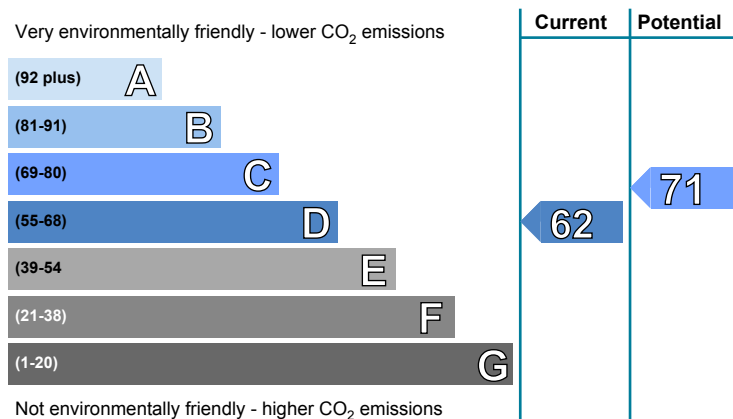 Very environmentally friendly - lower CO₂ emissions
Current Potential
(92 plus) A
(81-91) B
(69-80) C
71
(55-68) D
62
(39-54 E
(21-38) F
(1-20) G
Not environmentally friendly - higher CO₂ emissions